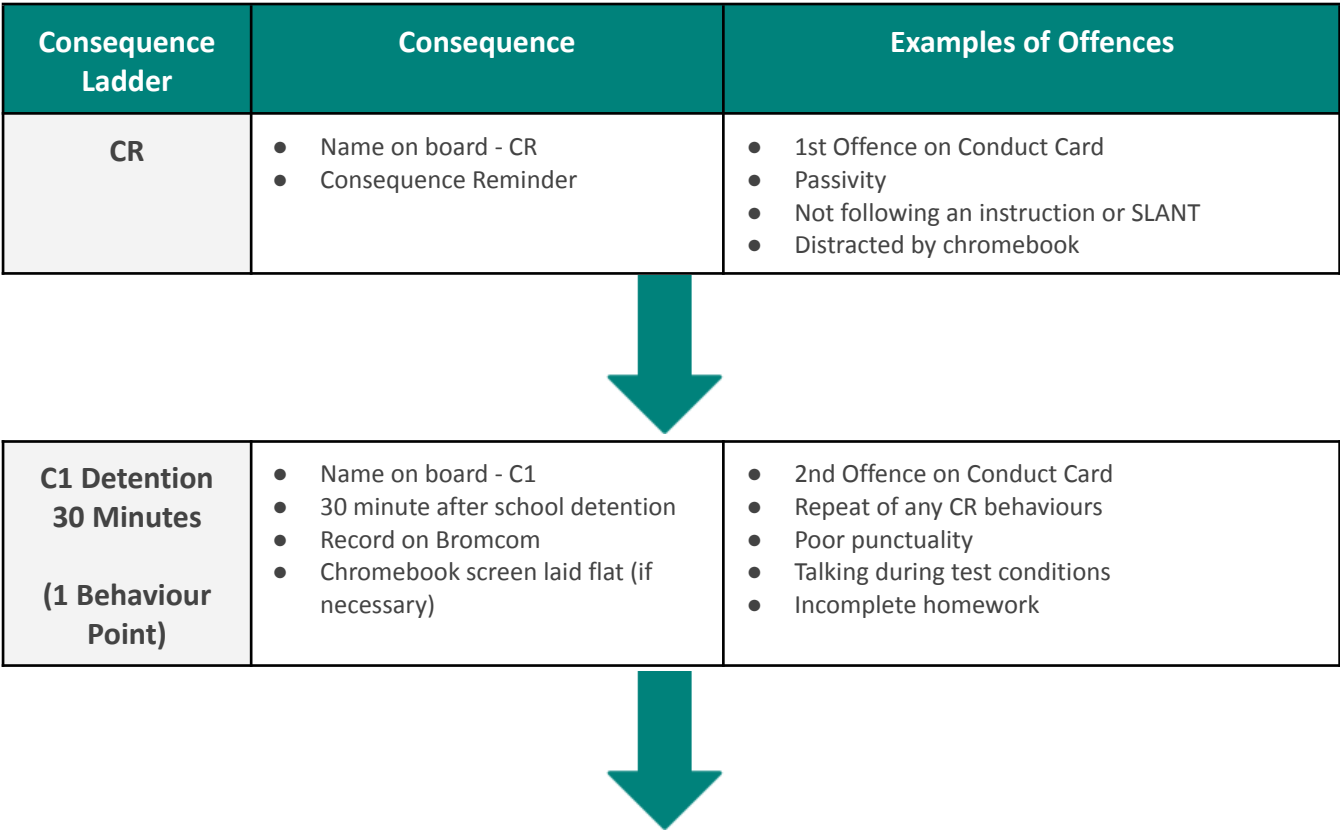 Consequence
Ladder
Consequence
Examples of Offences
CR
● Name on board - CR
● Consequence Reminder
● 1st Offence on Conduct Card
● Passivity
● Not following an instruction or SLANT
● Distracted by chromebook
C1 Detention
30 Minutes
(1 Behaviour
Point)
● Name on board - C1
● 30 minute after school detention
● Record on Bromcom
● Chromebook screen laid flat (if
necessary)
● 2nd Offence on Conduct Card
● Repeat of any CR behaviours
● Poor punctuality
● Talking during test conditions
● Incomplete homework